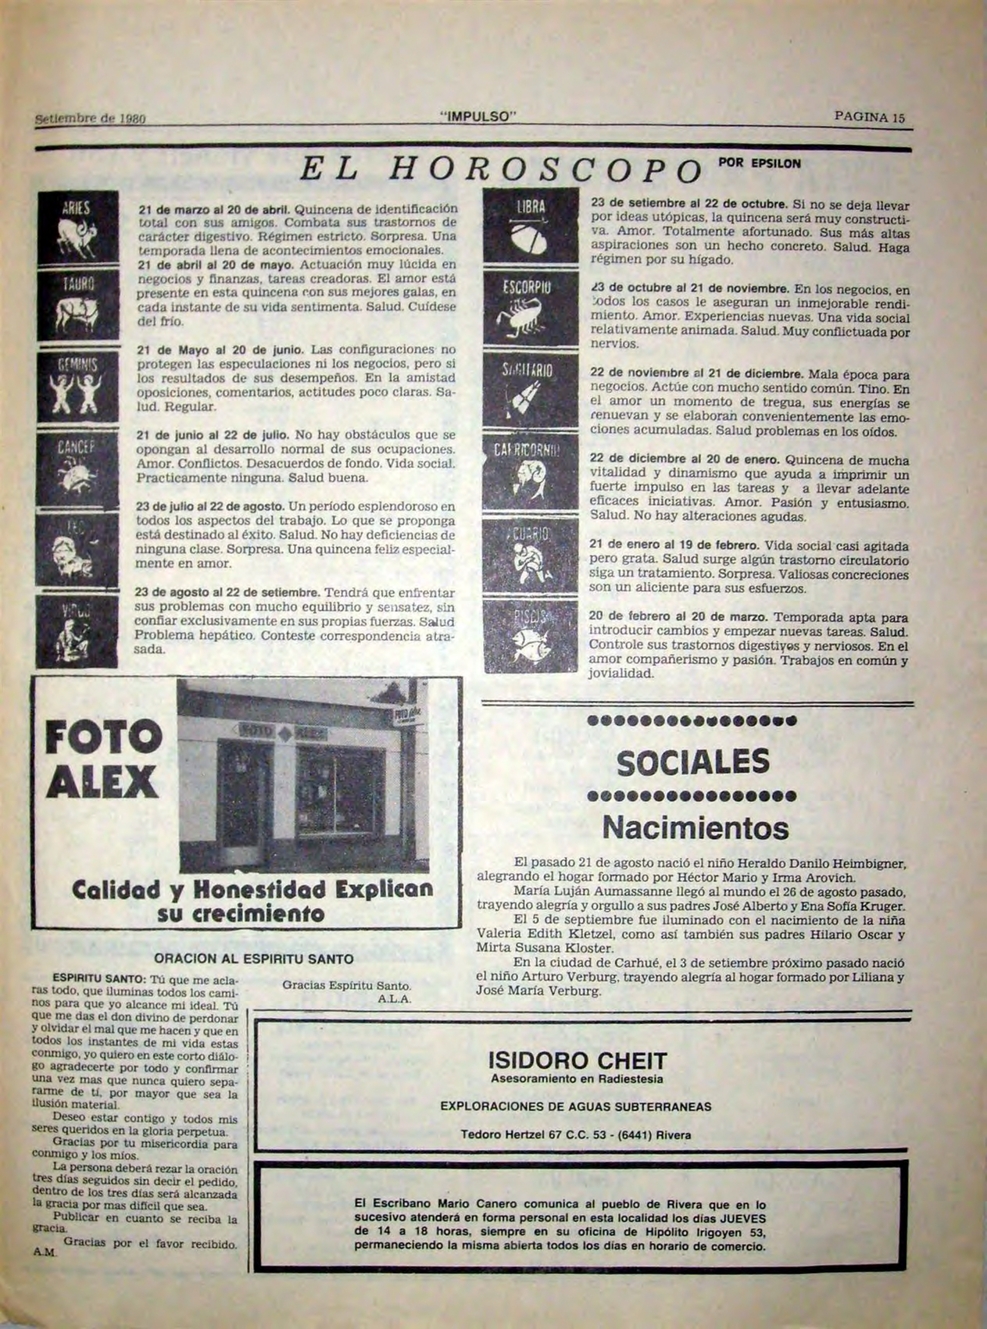 Setiembre de 1980
"IMPULSO"
PAGINA 15
EL HOROSCOPO
POR EPSILON
ARIES
21 de marzo al 20 de abril. Quincena de identificación
total con sus amigos. Combata sus trastornos de
carácter digestivo. Régimen estricto. Sorpresa. Una
temporada llena de acontecimientos emocionales.
TAURO
21 de abril al 20 de mayo. Actuación muy lúcida en
negocios y finanzas, tareas creadoras. El amor está
presente en esta quincena con sus mejores galas, en
cada instante de su vida sentimenta. Salud. Cuídese
del frío.
GEMINIS
21 de Mayo al 20 de junio. Las configuraciones no
protegen las especulaciones ni los negocios, pero si
los resultados de sus desempeños. En la amistad
oposiciones, comentarios, actitudes poco claras. Sa-
lud. Regular.
CANCER
21 de junio al 22 de julio. No hay obstáculos que se
opongan al desarrollo normal de sus ocupaciones.
Amor. Conflictos. Desacuerdos de fondo. Vida social.
Practicamente ninguna. Salud buena.
LEO
23 de julio al 22 de agosto. Un período esplendoroso en
todos los aspectos del trabajo. Lo que se proponga
está destinado al éxito. Salud. No hay deficiencias de
ninguna clase. Sorpresa. Una quincena feliz especial-
mente en amor.
VIRGO
23 de agosto al 22 de setiembre. Tendrá que enfrentar
sus problemas con mucho equilibrio y sensatez, sin
confiar exclusivamente en sus propias fuerzas. Salud
Problema hepático. Conteste correspondencia atra-
sada.
LIBRA
23 de setiembre al 22 de octubre. Si no se deja llevar
por ideas utópicas, la quincena será muy constructi-
va. Amor. Totalmente afortunado. Sus más altas
aspiraciones son un hecho concreto. Salud. Haga
régimen por su hígado.
ESCORPIO
23 de octubre al 21 de noviembre. En los negocios, en
todos los casos le aseguran un inmejorable rendi-
miento. Amor. Experiencias nuevas. Una vida social
relativamente animada. Salud. Muy conflictuada por
nervios.
SAGITARIO
22 de noviembre al 21 de diciembre. Mala época para
negocios. Actúe con mucho sentido común. Tino. En
el amor un momento de tregua, sus energías se
renuevan y se elaboran convenientemente las emo-
ciones acumuladas. Salud problemas en los oídos.
CAPRICORNIO
22 de diciembre al 20 de enero. Quincena de mucha
vitalidad y dinamismo que ayuda a imprimir un
fuerte impulso en las tareas y a llevar adelante
eficaces iniciativas. Amor. Pasión y entusiasmo.
Salud. No hay alteraciones agudas.
ACUARIO
21 de enero al 19 de febrero. Vida social casi agitada
pero grata. Salud surge algún trastorno circulatorio
siga un tratamiento. Sorpresa. Valiosas concreciones
son un aliciente para sus esfuerzos.
PISCIS
20 de febrero al 20 de marzo. Temporada apta para
introducir cambios y empezar nuevas tareas. Salud.
Controle sus trastornos digestivos y nerviosos. En el
amor compañerismo y pasión. Trabajos en común y
jovialidad.
FOTO
ALEX
FOTO ALEX
FOTO
Calidad y Honestidad Explican
su crecimiento
SOCIALES
Nacimientos
El pasado 21 de agosto nació el niño Heraldo Danilo Heimbigner,
alegrando el hogar formado por Héctor Mario y Irma Arovich.
María Luján Aumassanne llegó al mundo el 26 de agosto pasado,
trayendo alegría y orgullo a sus padres José Alberto y Ena Sofía Kruger.
El 5 de septiembre fue iluminado con el nacimiento de la niña
Valeria Edith Kletzel, como así también sus padres Hilario Oscar y
Mirta Susana Kloster.
En la ciudad de Carhué, el 3 de setiembre próximo pasado nació
el niño Arturo Verburg, trayendo alegría al hogar formado por Liliana y
José María Verburg.
ORACION AL ESPIRITU SANTO
ESPIRITU SANTO: Tú que me acla-
ras todo, que iluminas todos los cami-
nos para que yo alcance mi ideal. Tú
que me das el don divino de perdonar
y olvidar el mal que me hacen y que en
todos los instantes de mi vida estas
conmigo, yo quiero en este corto diálo-
go agradecerte por todo y confirmar
una vez mas que nunca quiero sepa-
rarme de ti, por mayor que sea la
ilusión material.
Deseo estar contigo y todos mis
seres queridos en la gloria perpetua.
Gracias por tu misericordia para
conmigo y los míos.
La persona deberá rezar la oración
tres días seguidos sin decir el pedido,
dentro de los tres días será alcanzada
la gracia por mas dificil que sea.
Publicar en cuanto se reciba la
gracia.
Gracias por el favor recibido.
A.M.
Gracias Espíritu Santo.
A.L.A.
ISIDORO CHEIT
Asesoramiento en Radiestesia
EXPLORACIONES DE AGUAS SUBTERRANEAS
Tedoro Hertzel 67 C.C. 53 - (6441) Rivera
El Escribano Mario Canero comunica al pueblo de Rivera que en lo
sucesivo atenderá en forma personal en esta localidad los días JUEVES
de 14 a 18 horas, siempre en su oficina de Hipólito Irigoyen 53,
permaneciendo la misma abierta todos los días en horario de comercio.